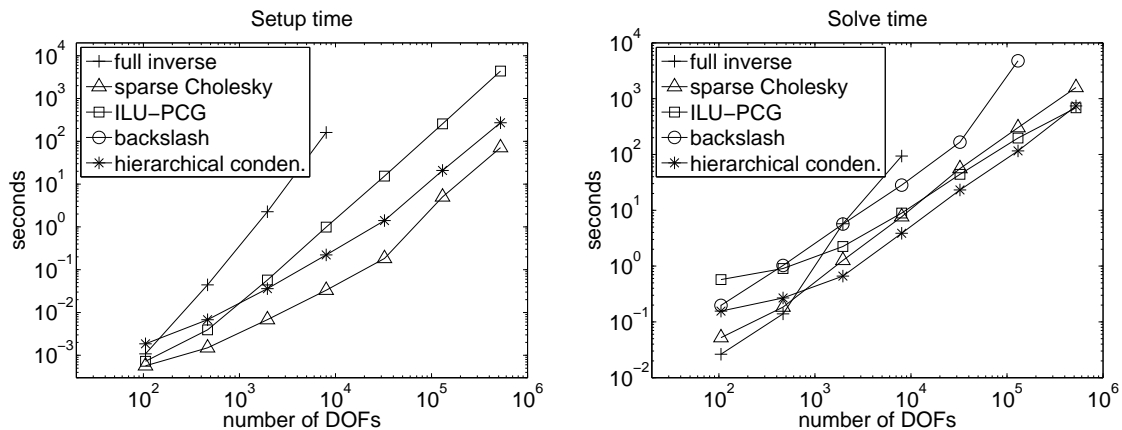 Setup time
10^4
10^3
10^2
10^1
10^0
10^−1
10^−2
10^−3
seconds
full inverse
sparse Cholesky
ILU−PCG
backslash
hierarchical conden.
10^2
10^3
10^4
10^5
10^6
number of DOFs
Solve time
10^4
10^3
10^2
10^1
10^0
10^−1
10^−2
seconds
full inverse
sparse Cholesky
ILU−PCG
backslash
hierarchical conden.
10^2
10^3
10^4
10^5
10^6
number of DOFs